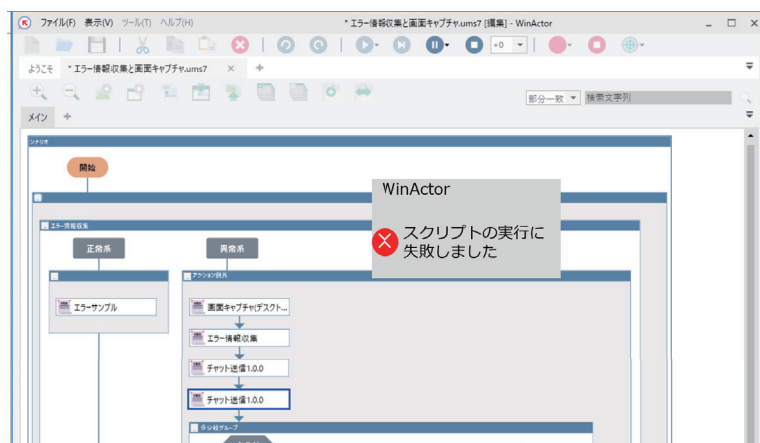 ファイル(F) 表示(V) ツール(T) ヘルプ(H)
* エラー情報収集と画面キャプチャ.ums7 [編集] - WinActor
+0
ようこそ * エラー情報収集と画面キャプチャ.ums7 × +
部分一致 検索文字列
メイン +
シナリオ
開始
WinActor
スクリプトの実行に
失敗しました
エラー情報収集
正常系
異常系
アクション例外
エラーサンプル
画面キャプチャ(デスクト...
エラー情報収集
チャット送信1.0.0
チャット送信1.0.0
多分岐グループ